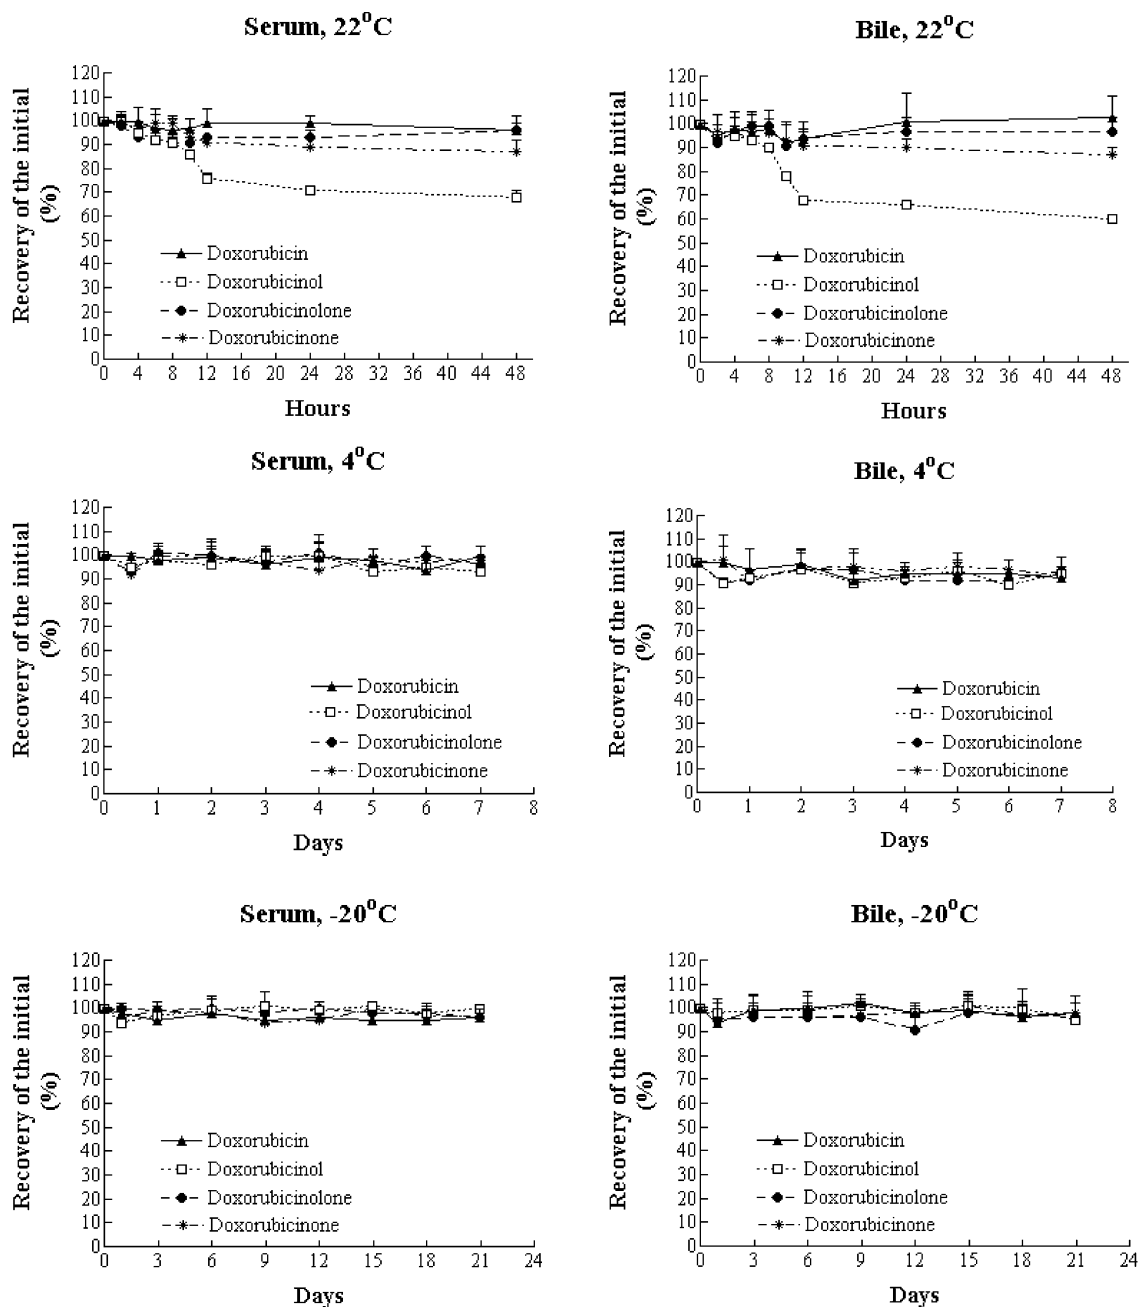 Serum, 22°C
Recovery of the initial
(%)
120
110
100
90
80
70
60
50
40
30
20
10
0
Doxorubicin
Doxorubicinol
Doxorubicinolone
Doxorubicinone
0 4 8 12 16 20 24 28 32 36 40 44 48
Hours
Bile, 22°C
Recovery of the initial
(%)
120
110
100
90
80
70
60
50
40
30
20
10
0
Doxorubicin
Doxorubicinol
Doxorubicinolone
Doxorubicinone
0 4 8 12 16 20 24 28 32 36 40 44 48
Hours
Serum, 4°C
Recovery of the initial
(%)
120
110
100
90
80
70
60
50
40
30
20
10
0
Doxorubicin
Doxorubicinol
Doxorubicinolone
Doxorubicinone
0 1 2 3 4 5 6 7 8
Days
Bile, 4°C
Recovery of the initial
(%)
120
110
100
90
80
70
60
50
40
30
20
10
0
Doxorubicin
Doxorubicinol
Doxorubicinolone
Doxorubicinone
0 1 2 3 4 5 6 7 8
Days
Serum, -20°C
Recovery of the initial
(%)
120
110
100
90
80
70
60
50
40
30
20
10
0
Doxorubicin
Doxorubicinol
Doxorubicinolone
Doxorubicinone
0 3 6 9 12 15 18 21 24
Days
Bile, -20°C
Recovery of the initial
(%)
120
110
100
90
80
70
60
50
40
30
20
10
0
Doxorubicin
Doxorubicinol
Doxorubicinolone
Doxorubicinone
0 3 6 9 12 15 18 21 24
Days